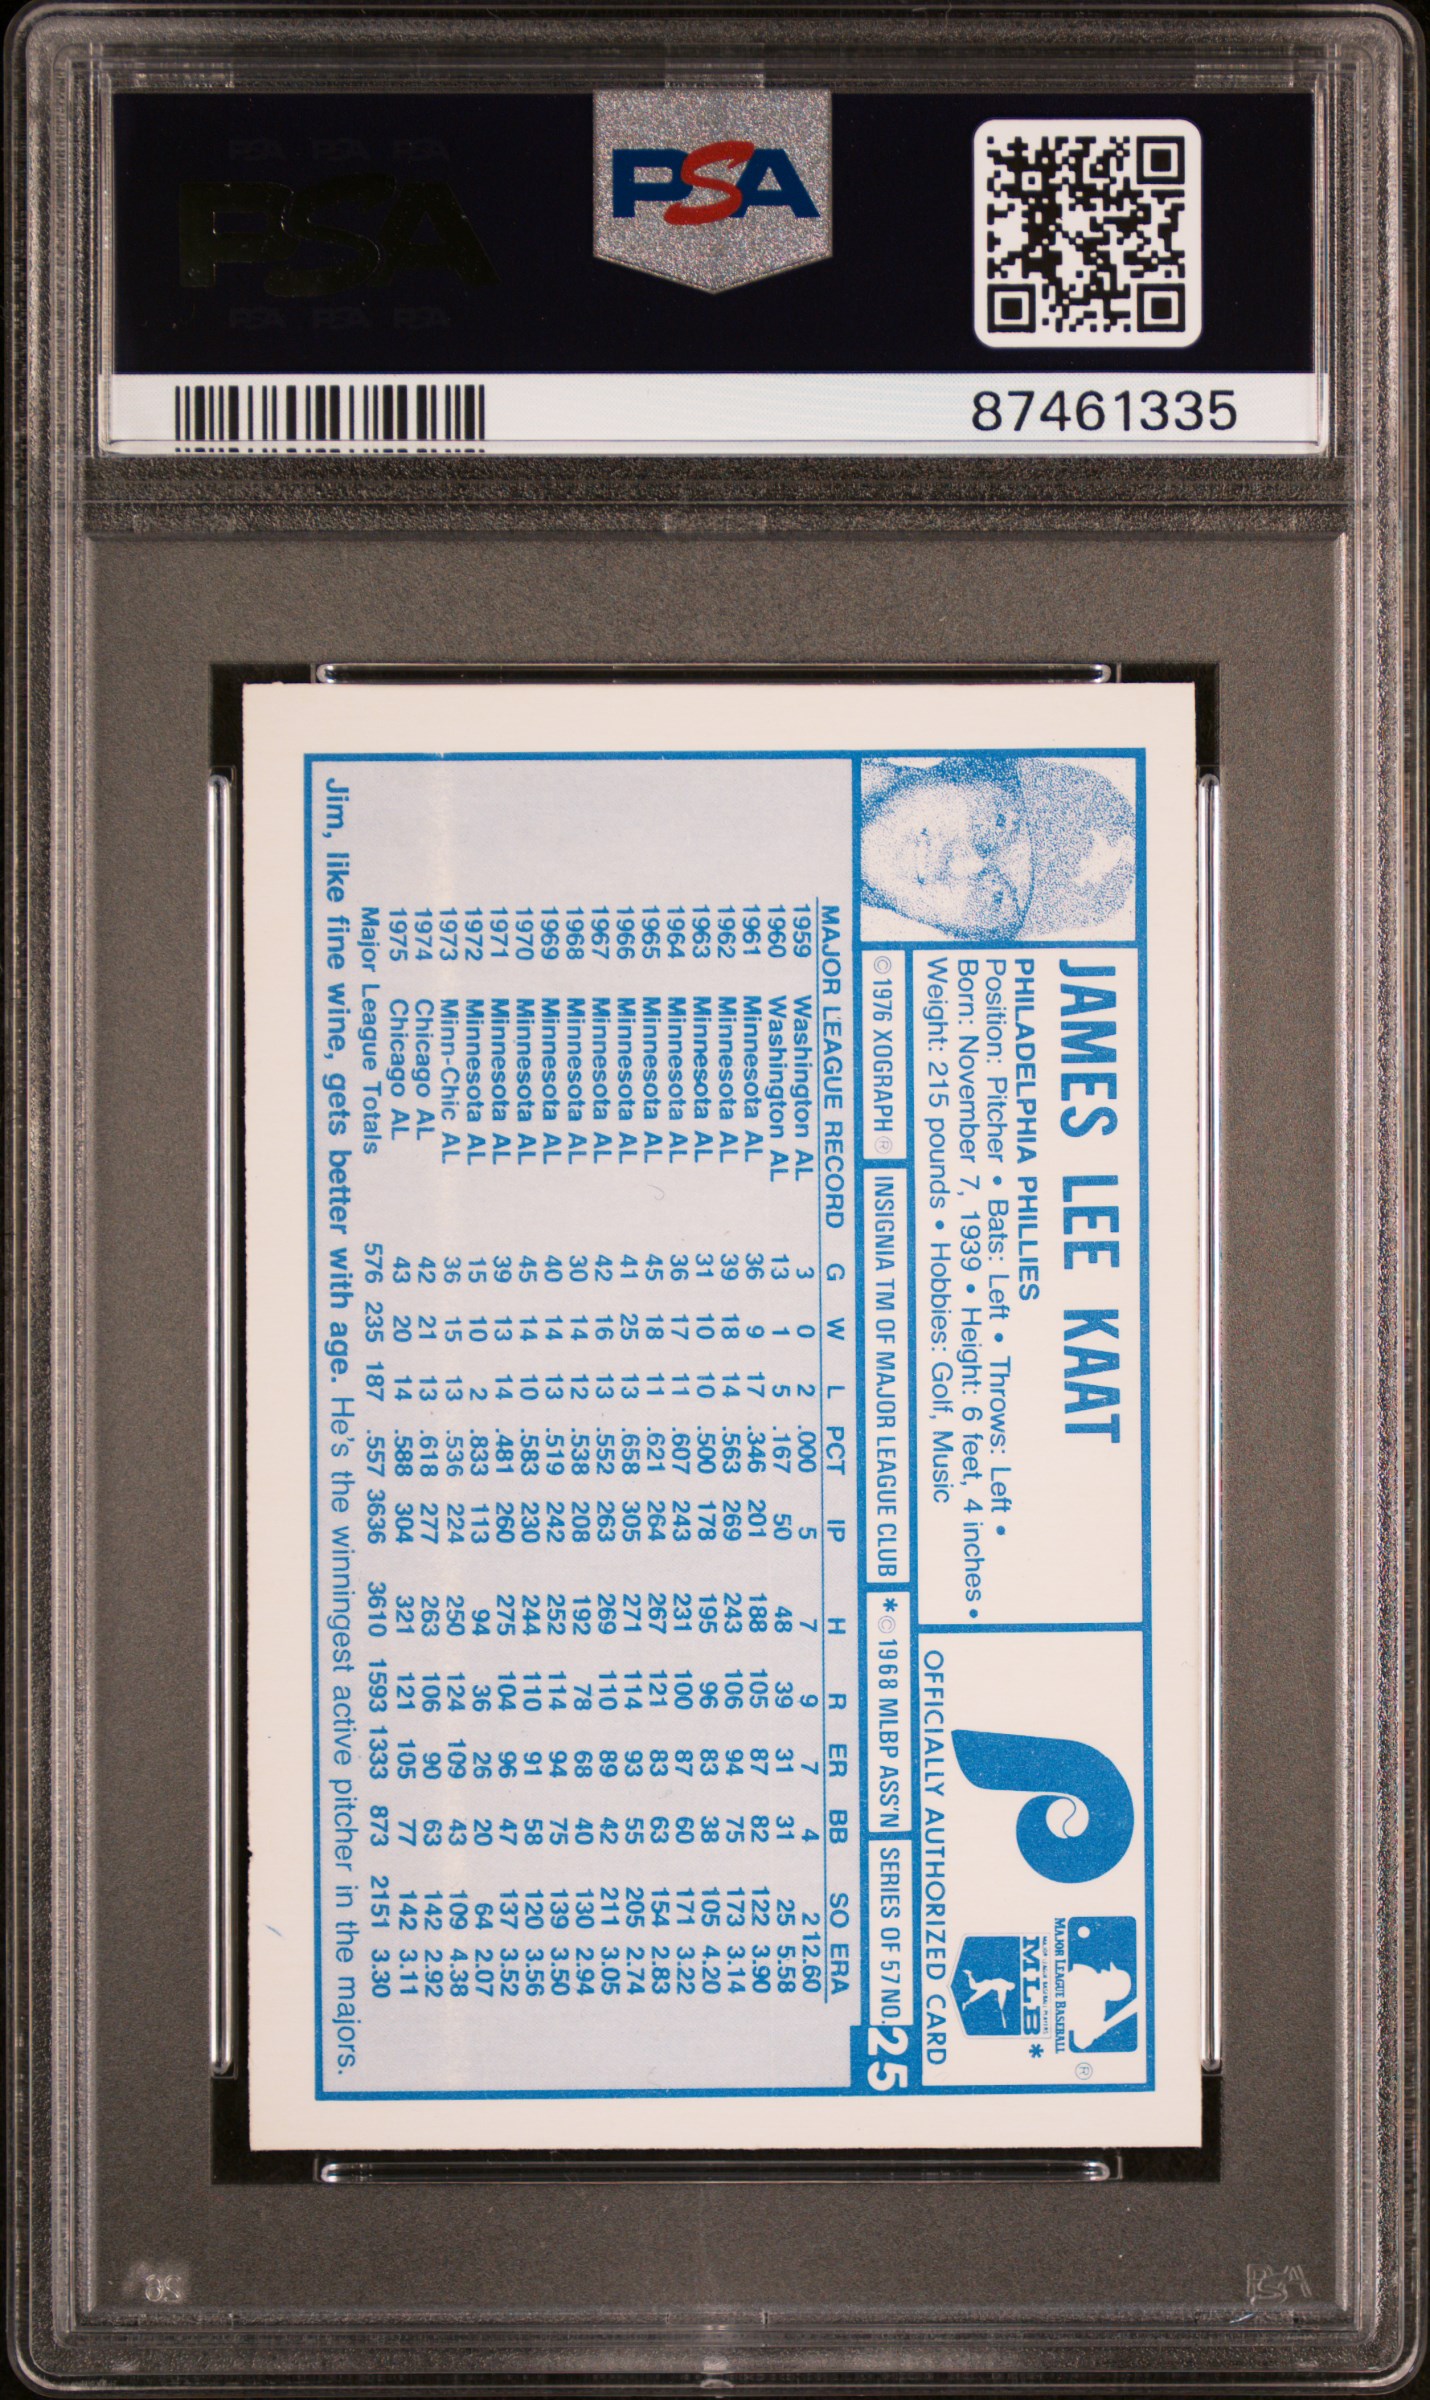 PSA PSA PSA
PSA
PSA PSA PSA
PSA
87461335
JAMES LEE KAAT
PHILADELPHIA PHILLIES
Position: Pitcher • Bats: Left • Throws: Left •
Born: November 7, 1939 • Height: 6 feet, 4 inches •
Weight: 215 pounds • Hobbies: Golf, Music
MAJOR LEAGUE BASEBALL ®
MLB *
OFFICIALLY AUTHORIZED CARD
©1976 XOGRAPH® INSIGNIA TM OF MAJOR LEAGUE CLUB *©1968 MLBP ASS'N SERIES OF 57 NO. 25
MAJOR LEAGUE RECORD G W L PCT IP H R ER BB SO ERA
1959 Washington AL 3 0 2 .000 5 7 9 7 4 2 12.60
1960 Washington AL 13 1 5 .167 50 48 39 31 31 25 5.58
1961 Minnesota AL 36 9 17 .346 201 188 105 87 82 122 3.90
1962 Minnesota AL 39 18 14 .563 269 243 106 94 75 173 3.14
1963 Minnesota AL 31 10 10 .500 178 195 96 83 38 105 4.20
1964 Minnesota AL 36 17 11 .607 243 231 100 87 60 171 3.22
1965 Minnesota AL 45 18 11 .621 264 267 121 83 63 154 2.83
1966 Minnesota AL 41 25 13 .658 305 271 114 93 55 205 2.74
1967 Minnesota AL 42 16 13 .552 263 269 110 89 42 211 3.05
1968 Minnesota AL 30 14 12 .538 208 192 78 68 40 130 2.94
1969 Minnesota AL 40 14 13 .519 242 252 114 94 75 139 3.50
1970 Minnesota AL 45 14 10 .583 230 244 110 91 58 120 3.56
1971 Minnesota AL 39 13 14 .481 260 275 104 96 47 137 3.52
1972 Minnesota AL 15 10 2 .833 113 94 36 26 20 64 2.07
1973 Minn-Chic AL 36 15 13 .536 224 250 124 109 43 109 4.38
1974 Chicago AL 42 21 13 .618 277 263 106 90 63 142 2.92
1975 Chicago AL 43 20 14 .588 304 321 121 105 77 142 3.11
Major League Totals 576 235 187 .557 3636 3610 1593 1333 873 2151 3.30
Jim, like fine wine, gets better with age. He's the winningest active pitcher in the majors.
PSA